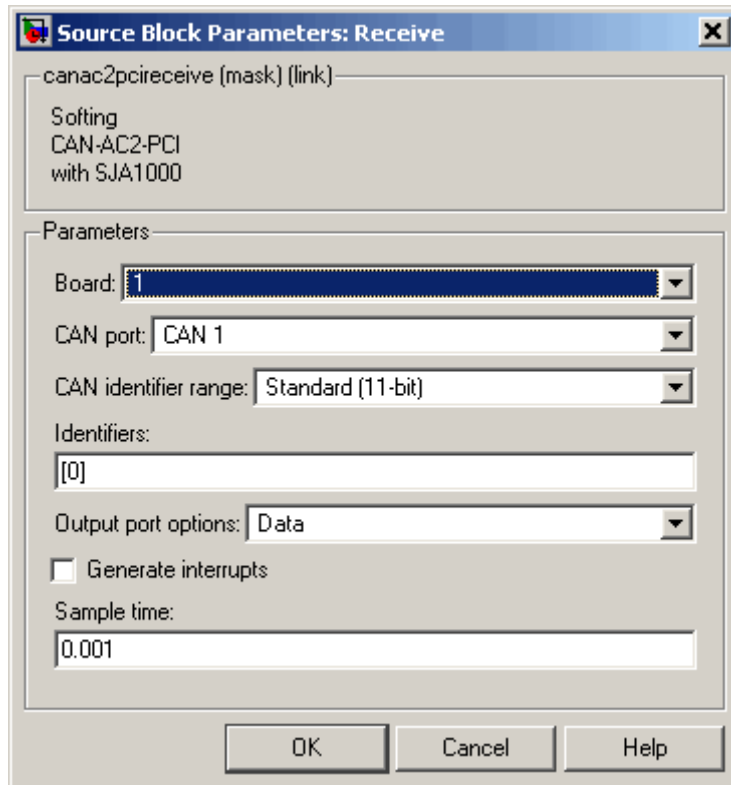 Source Block Parameters: Receive
canac2pcireceive (mask) (link)
Softing
CAN-AC2-PCI
with SJA1000
Parameters
Board: 1
CAN port: CAN 1
CAN identifier range: Standard (11-bit)
Identifiers:
[0]
Output port options: Data
Generate interrupts
Sample time:
0.001
OK Cancel Help